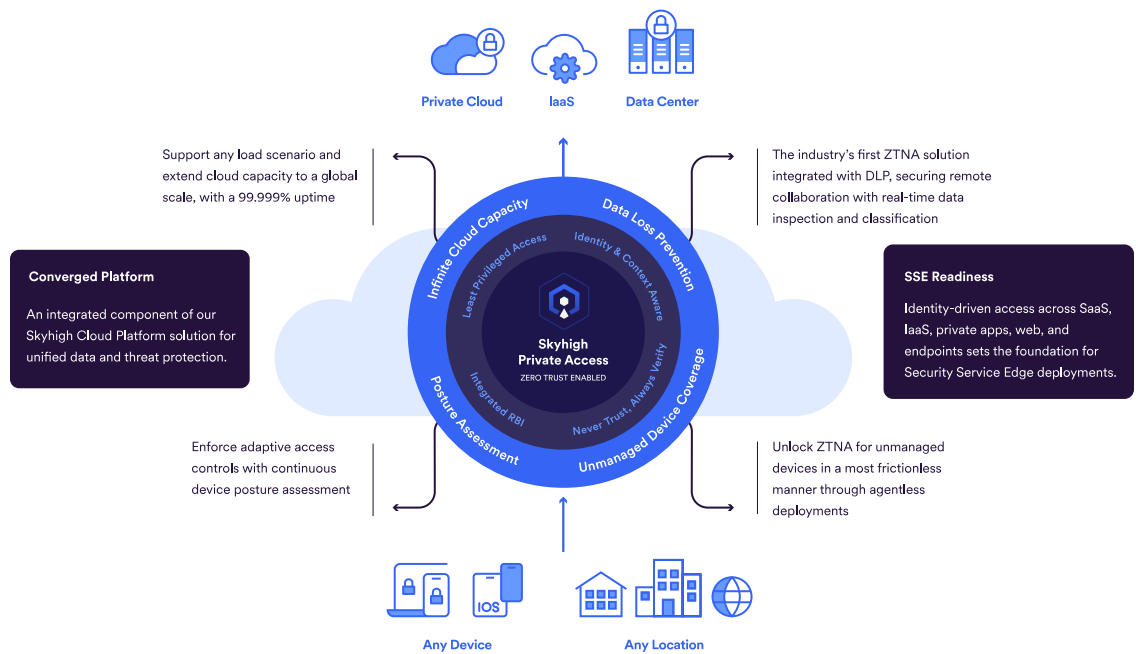 Private Cloud
IaaS
Data Center
Support any load scenario and
extend cloud capacity to a global
scale, with a 99.999% uptime
The industry's first ZTNA solution
integrated with DLP, securing remote
collaboration with real-time data
inspection and classification
Infinite Cloud Capacity
Data Loss Prevention
Least Privileged Access
Identity & Context Aware
Converged Platform
An integrated component of our
Skyhigh Cloud Platform solution for
unified data and threat protection.
Skyhigh
Private Access
ZERO TRUST ENABLED
SSE Readiness
Identity-driven access across SaaS,
IaaS, private apps, web, and
endpoints sets the foundation for
Security Service Edge deployments.
Integrated RBI
Never Trust, Always Verify
Posture Assessment
Unmanaged Device Coverage
Enforce adaptive access
controls with continuous
device posture assessment
Unlock ZTNA for unmanaged
devices in a most frictionless
manner through agentless
deployments
IOS
Any Device
Any Location